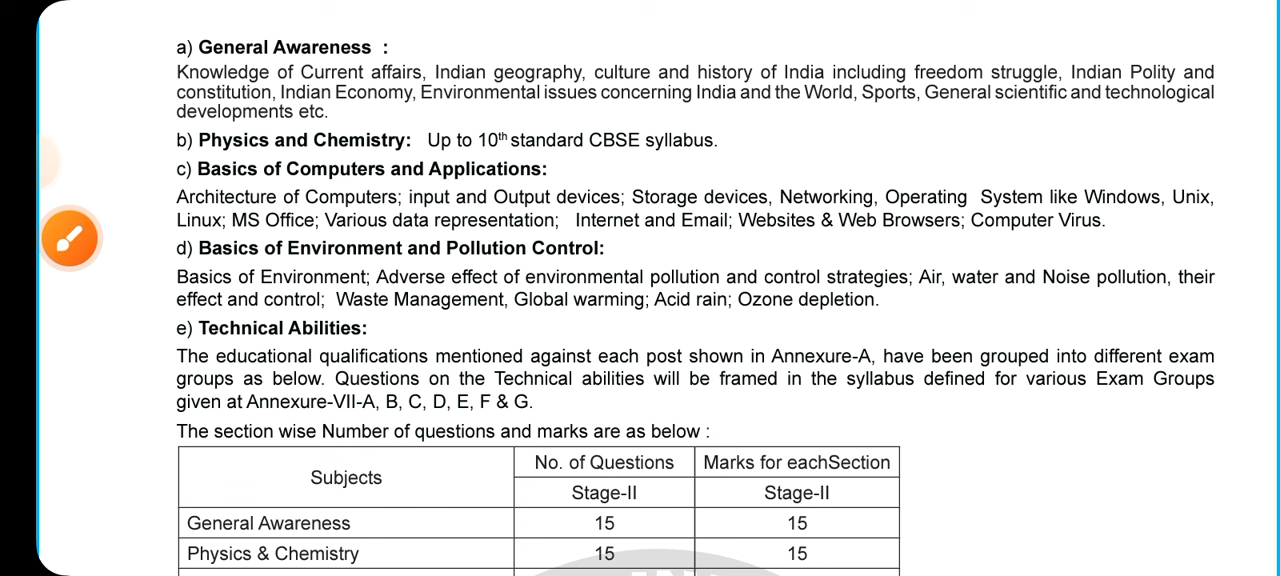 a) General Awareness :
Knowledge of Current affairs, Indian geography, culture and history of India including freedom struggle, Indian Polity and
constitution, Indian Economy, Environmental issues concerning India and the World, Sports, General scientific and technological
developments etc.
b) Physics and Chemistry: Up to 10th standard CBSE syllabus.
c) Basics of Computers and Applications:
Architecture of Computers; input and Output devices; Storage devices, Networking, Operating System like Windows, Unix,
Linux; MS Office; Various data representation; Internet and Email; Websites & Web Browsers; Computer Virus.
d) Basics of Environment and Pollution Control:
Basics of Environment; Adverse effect of environmental pollution and control strategies; Air, water and Noise pollution, their
effect and control; Waste Management, Global warming; Acid rain; Ozone depletion.
e) Technical Abilities:
The educational qualifications mentioned against each post shown in Annexure-A, have been grouped into different exam
groups as below. Questions on the Technical abilities will be framed in the syllabus defined for various Exam Groups
given at Annexure-VII-A, B, C, D, E, F & G.
The section wise Number of questions and marks are as below :
Subjects No. of Questions Marks for eachSection
Stage-II Stage-II
General Awareness 15 15
Physics & Chemistry 15 15